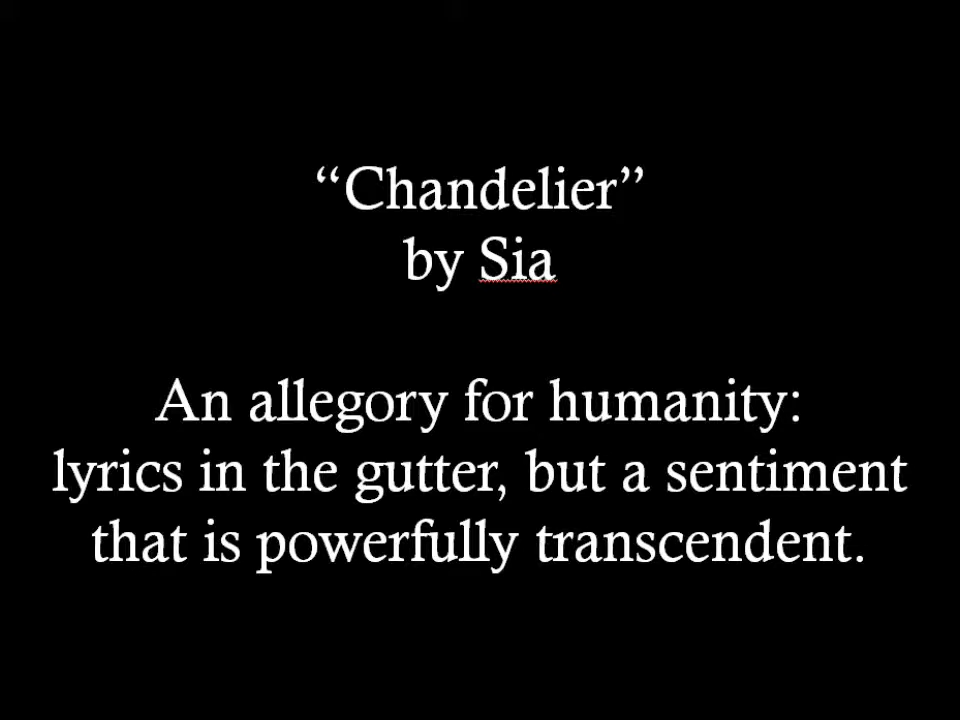 “Chandelier”
by Sia
An allegory for humanity:
lyrics in the gutter, but a sentiment
that is powerfully transcendent.